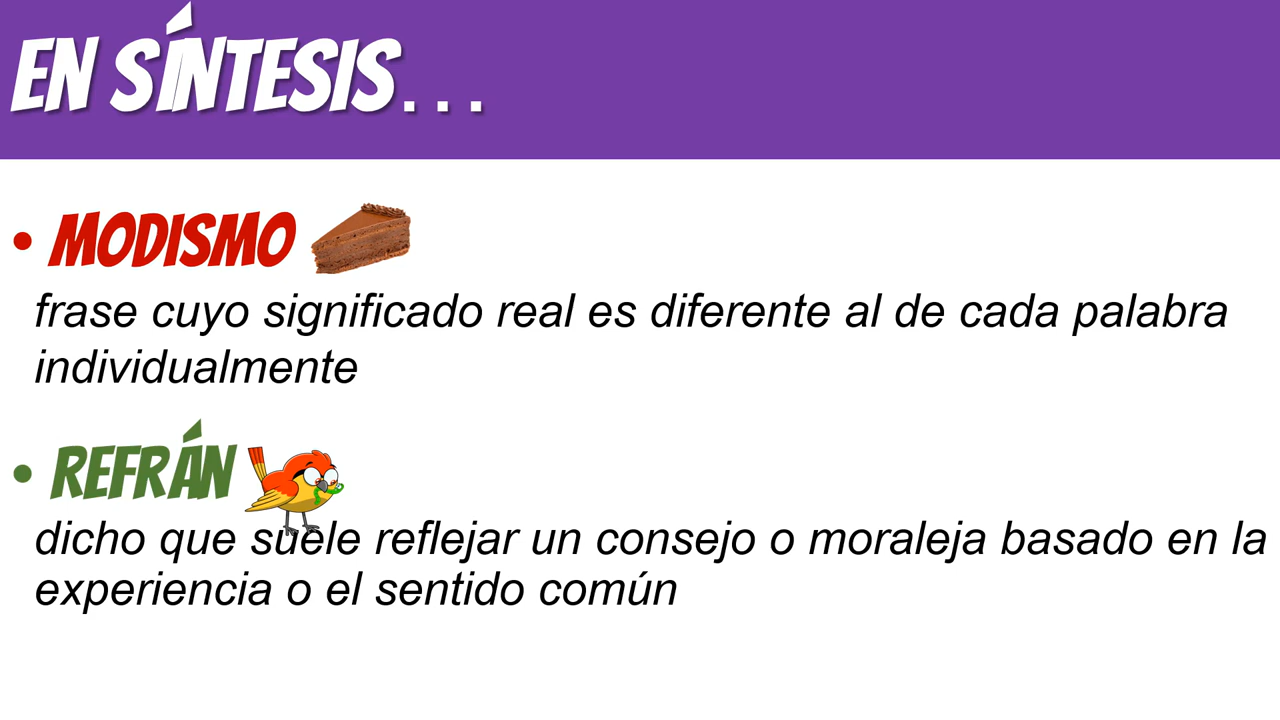 EN SÍNTESIS...
• MODISMO
frase cuyo significado real es diferente al de cada palabra
individualmente
• REFRÁN
dicho que suele reflejar un consejo o moraleja basado en la
experiencia o el sentido común